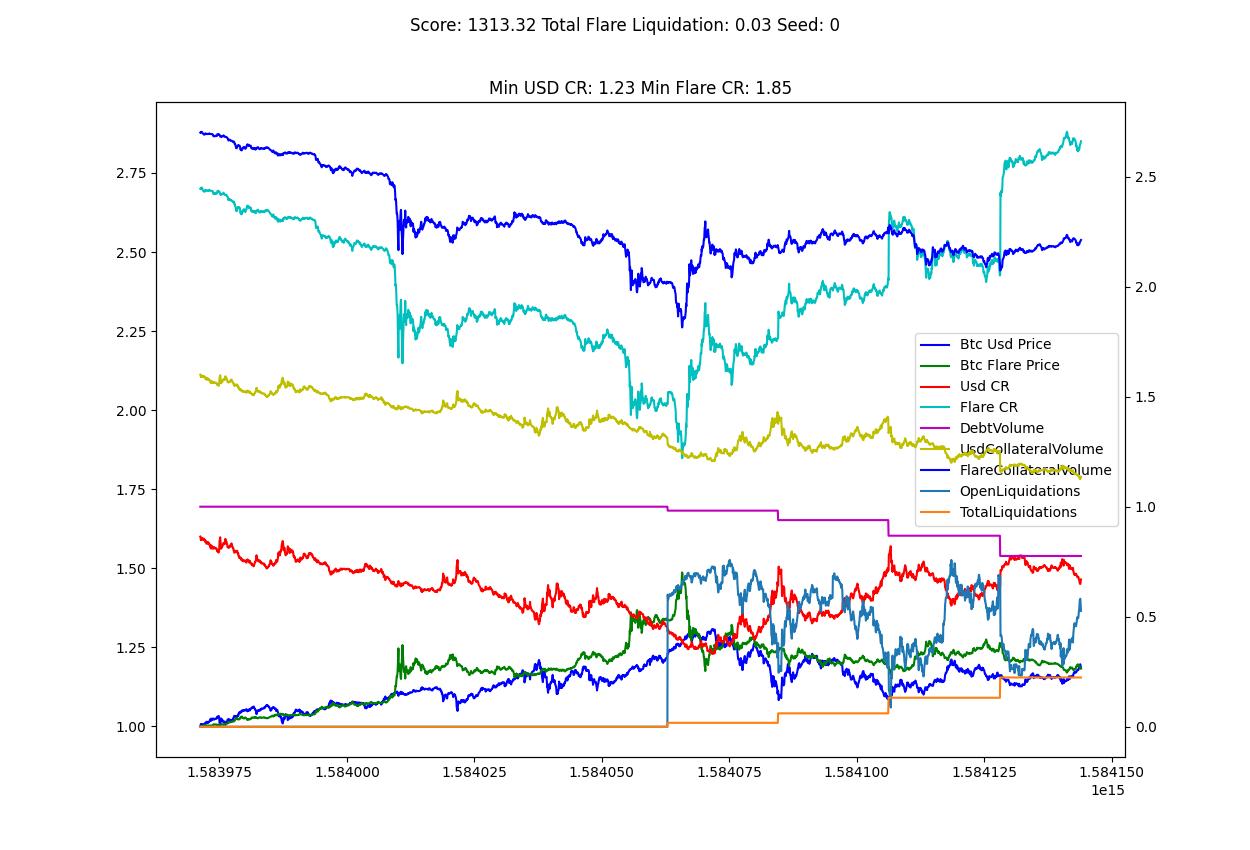 Score: 1313.32 Total Flare Liquidation: 0.03 Seed: 0
Min USD CR: 1.23 Min Flare CR: 1.85
2.75
2.50
2.25
2.00
1.75
1.50
1.25
1.00
2.5
2.0
1.5
1.0
0.5
0.0
Btc Usd Price
Btc Flare Price
Usd CR
Flare CR
DebtVolume
UsdCollateralVolume
FlareCollateralVolume
OpenLiquidations
TotalLiquidations
1.583975 1.584000 1.584025 1.584050 1.584075 1.584100 1.584125 1.584150
1e15